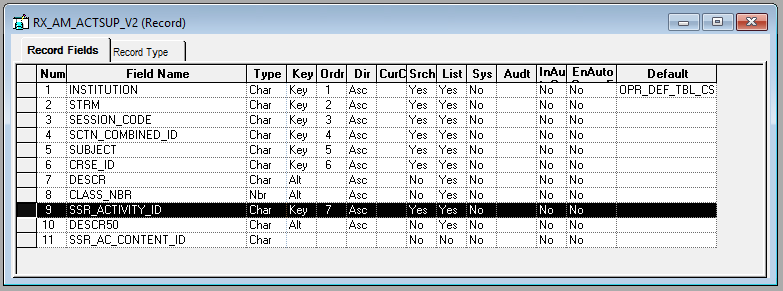 RX_AM_ACTSUP_V2 (Record)
Record Fields Record Type
Num Field Name Type Key Ordr Dir CurC Srch List Sys Audt InAu EnAuto Default
1 INSTITUTION Char Key 1 Asc Yes Yes No No No OPR_DEF_TBL_CS
2 STRM Char Key 2 Asc Yes Yes No No No
3 SESSION_CODE Char Key 3 Asc Yes Yes No No No
4 SCTN_COMBINED_ID Char Key 4 Asc Yes Yes No No No
5 SUBJECT Char Key 5 Asc Yes Yes No No No
6 CRSE_ID Char Key 6 Asc Yes Yes No No No
7 DESCR Char Alt Asc No Yes No No No
8 CLASS_NBR Nbr Alt Asc Yes Yes No No No
9 SSR_ACTIVITY_ID Char Key 7 Asc Yes Yes No No No
10 DESCR50 Char Alt Asc No Yes No No No
11 SSR_AC_CONTENT_ID Char No No No No No